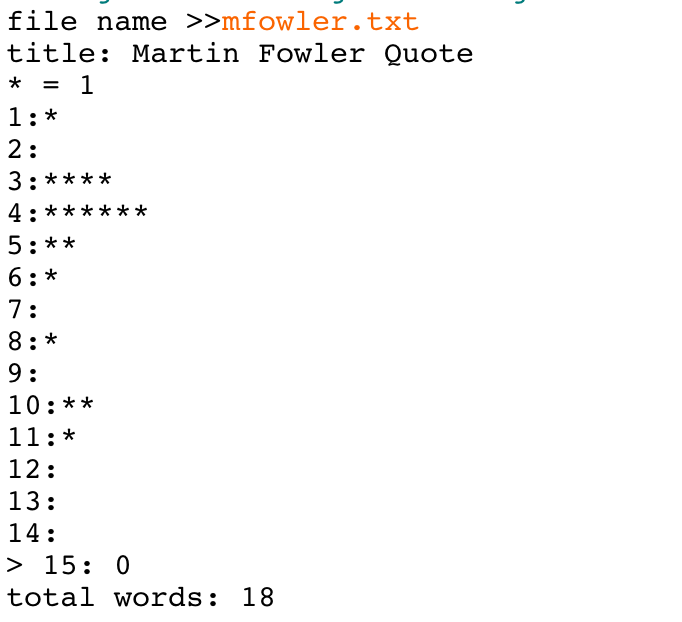 file name >>mfowler.txt
title: Martin Fowler Quote
* = 1
1:*
2:
3:****
4:******
5:**
6:*
7:
8:*
9:
10:**
11:*
12:
13:
14:
> 15: 0
total words: 18